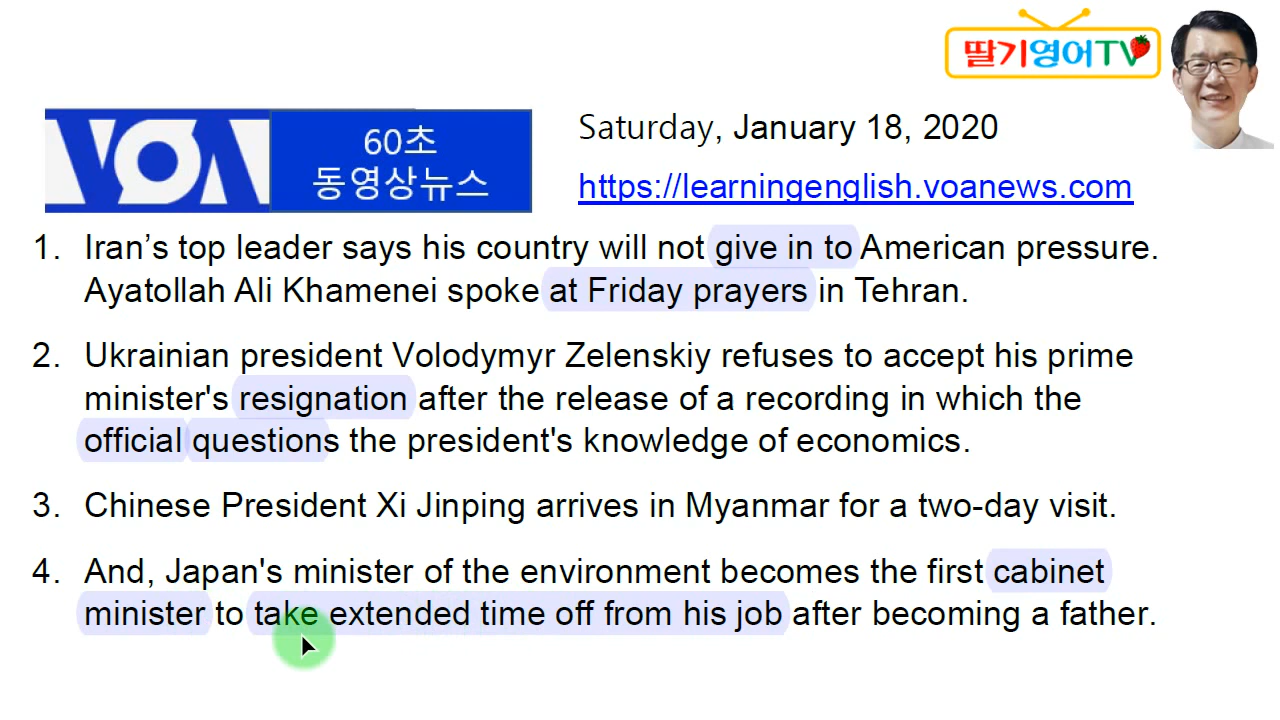 딸기영어TV
VOA
60초
동영상뉴스
Saturday, January 18, 2020
https://learningenglish.voanews.com
1. Iran’s top leader says his country will not give in to American pressure.
Ayatollah Ali Khamenei spoke at Friday prayers in Tehran.
2. Ukrainian president Volodymyr Zelenskiy refuses to accept his prime
minister's resignation after the release of a recording in which the
official questions the president's knowledge of economics.
3. Chinese President Xi Jinping arrives in Myanmar for a two-day visit.
4. And, Japan's minister of the environment becomes the first cabinet
minister to take extended time off from his job after becoming a father.